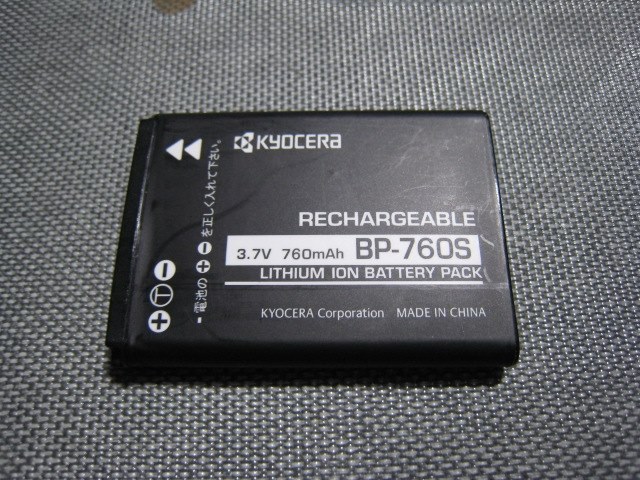 KYOCERA
RECHARGEABLE
3.7V 760mAh BP-760S
LITHIUM ION BATTERY PACK
KYOCERA Corporation MADE IN CHINA
▪電池の⊕⊖を正しく入れて下さい。
⊕ Ⓣ ⊖